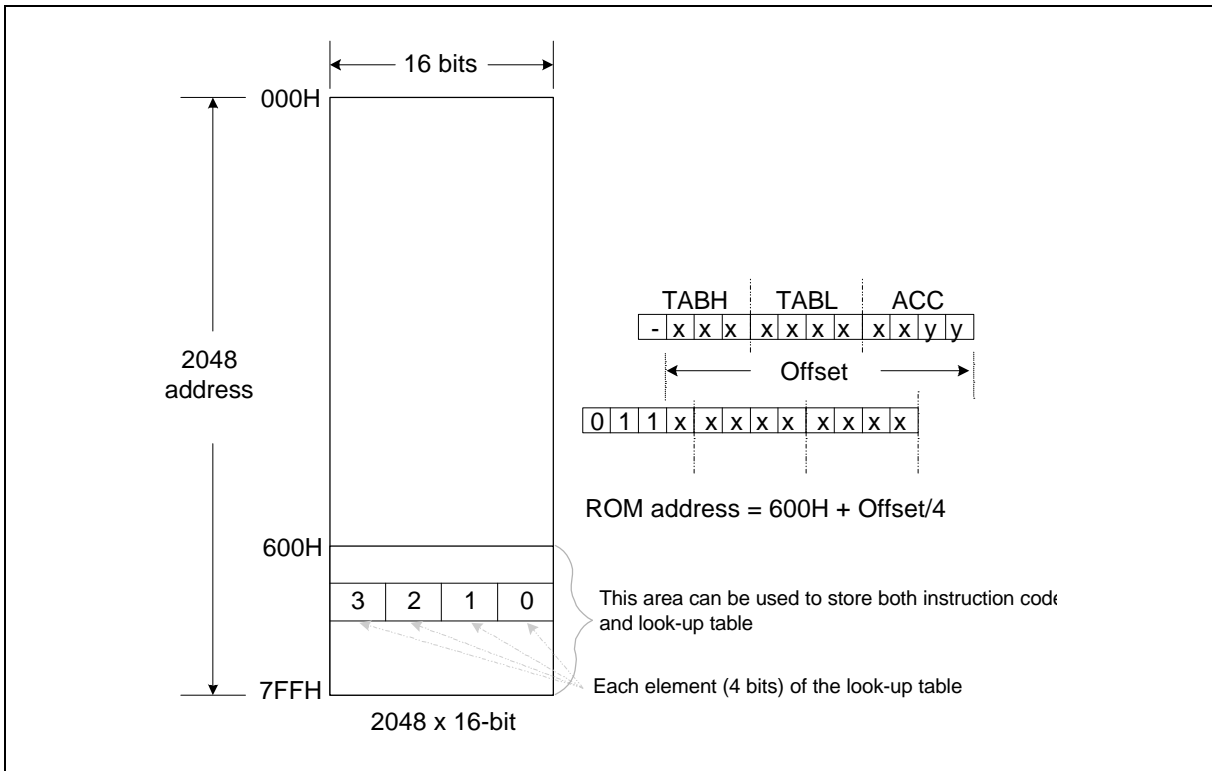 16 bits
000H
TABH TABL ACC
- x x x x x x x x x y y
2048
address
Offset
0 1 1 x x x x x x x x x
ROM address = 600H + Offset/4
600H
3 2 1 0
This area can be used to store both instruction code
and look-up table
Each element (4 bits) of the look-up table
7FFH
2048 x 16-bit